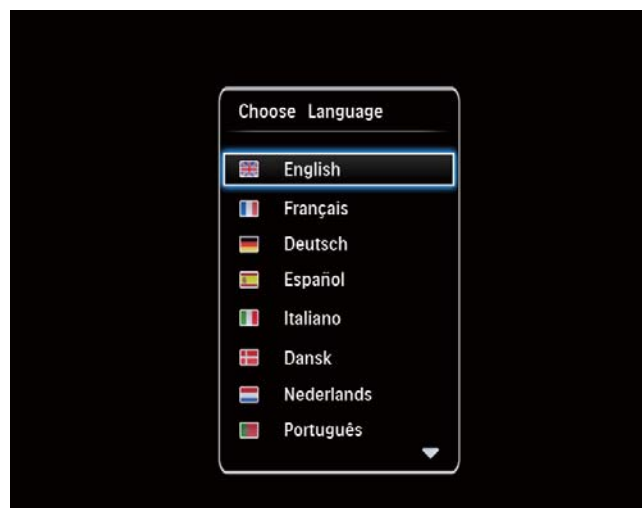 Choose Language
English
Français
Deutsch
Español
Italiano
Dansk
Nederlands
Português